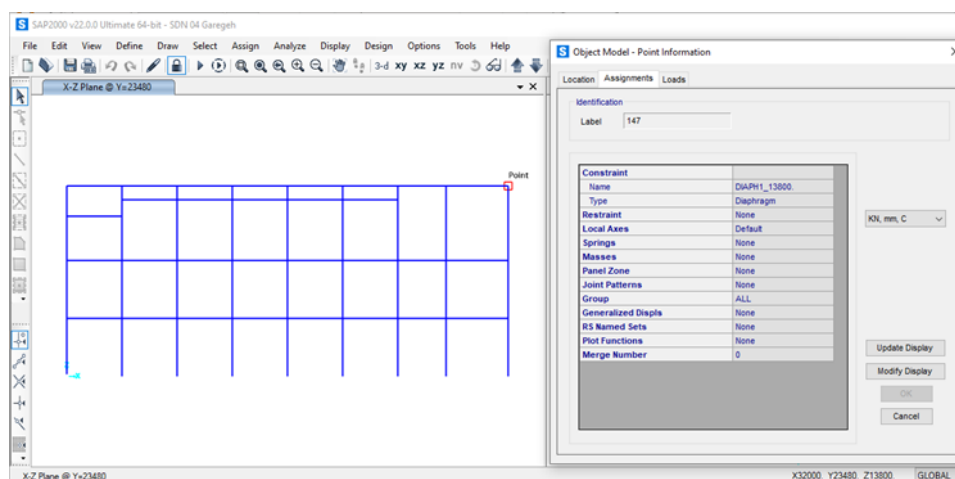 SAP2000 v22.0.0 Ultimate 64-bit - SDN 04 Garegeh
File Edit View Define Draw Select Assign Analyze Display Design Options Tools Help
3-d xy xz yz nv
X-Z Plane @ Y=23480
Point
X-Z Plane @ Y=23480
X32000. Y23480. Z13800. GLOBAL
Object Model - Point Information
Location Assignments Loads
Identification
Label 147
Constraint
Name DIAPH1_13800.
Type Diaphragm
Restraint None
Local Axes Default
Springs None
Masses None
Panel Zone None
Joint Patterns None
Group ALL
Generalized Displs None
RS Named Sets None
Plot Functions None
Merge Number 0
KN, mm, C
Update Display
Modify Display
OK
Cancel